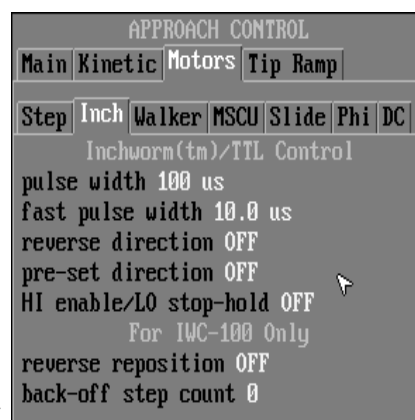 APPROACH CONTROL
Main Kinetic Motors Tip Ramp
Step Inch Walker MSCU Slide Phi DC
Inchworm(tm)/TTL Control
pulse width 100 us
fast pulse width 10.0 us
reverse direction OFF
pre-set direction OFF
HI enable/LO stop-hold OFF
For IWC-100 Only
reverse reposition OFF
back-off step count 0